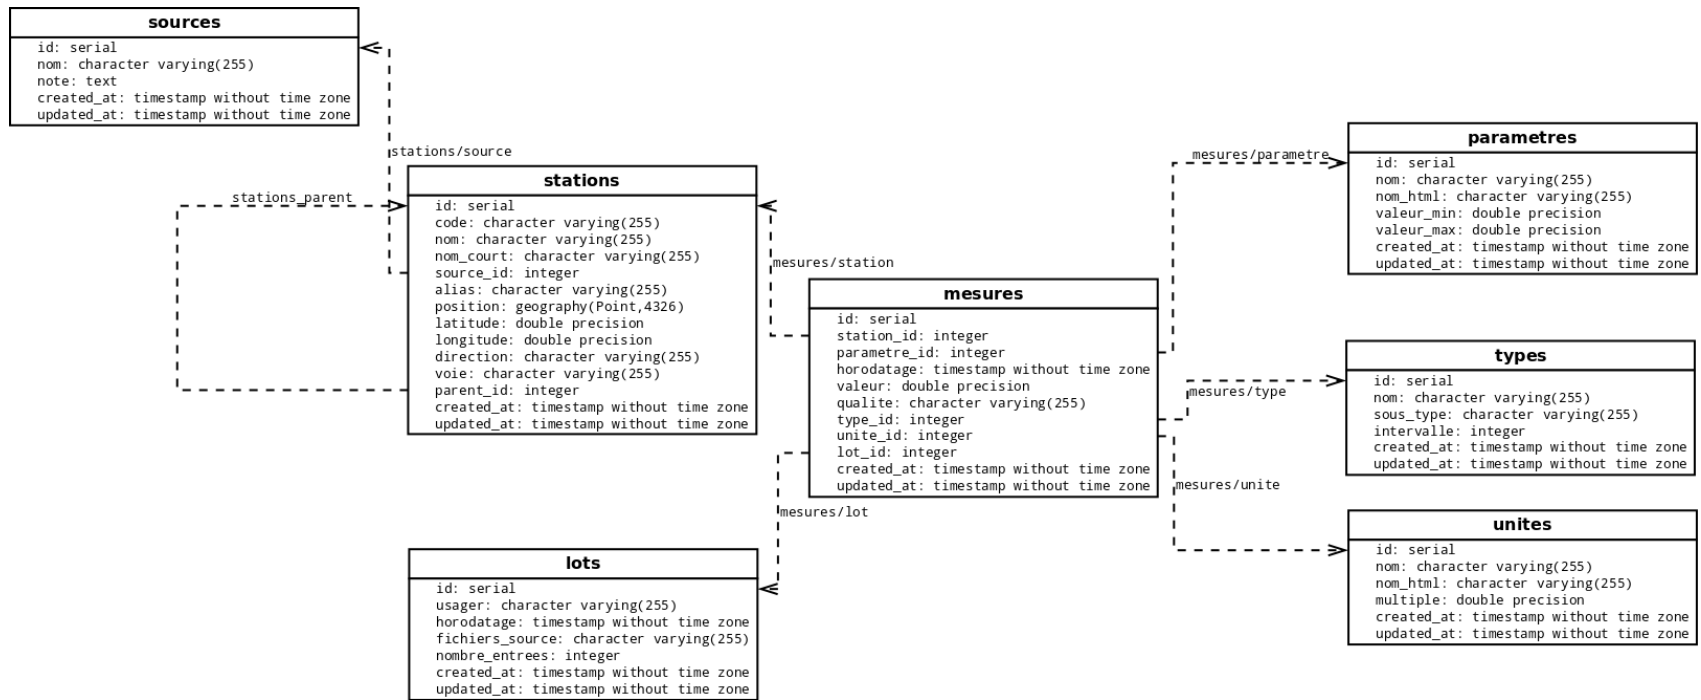 sources
id: serial
nom: character varying(255)
note: text
created_at: timestamp without time zone
updated_at: timestamp without time zone
stations/source
stations_parent
stations
id: serial
code: character varying(255)
nom: character varying(255)
nom_court: character varying(255)
source_id: integer
alias: character varying(255)
position: geography(Point,4326)
latitude: double precision
longitude: double precision
direction: character varying(255)
voie: character varying(255)
parent_id: integer
created_at: timestamp without time zone
updated_at: timestamp without time zone
mesures/station
mesures
id: serial
station_id: integer
parametre_id: integer
horodatage: timestamp without time zone
valeur: double precision
qualite: character varying(255)
type_id: integer
unite_id: integer
lot_id: integer
created_at: timestamp without time zone
updated_at: timestamp without time zone
mesures/lot
lots
id: serial
usager: character varying(255)
horodatage: timestamp without time zone
fichiers_source: character varying(255)
nombre_entrees: integer
created_at: timestamp without time zone
updated_at: timestamp without time zone
mesures/parametre
parametres
id: serial
nom: character varying(255)
nom_html: character varying(255)
valeur_min: double precision
valeur_max: double precision
created_at: timestamp without time zone
updated_at: timestamp without time zone
mesures/type
types
id: serial
nom: character varying(255)
sous_type: character varying(255)
intervalle: integer
created_at: timestamp without time zone
updated_at: timestamp without time zone
mesures/unite
unites
id: serial
nom: character varying(255)
nom_html: character varying(255)
multiple: double precision
created_at: timestamp without time zone
updated_at: timestamp without time zone